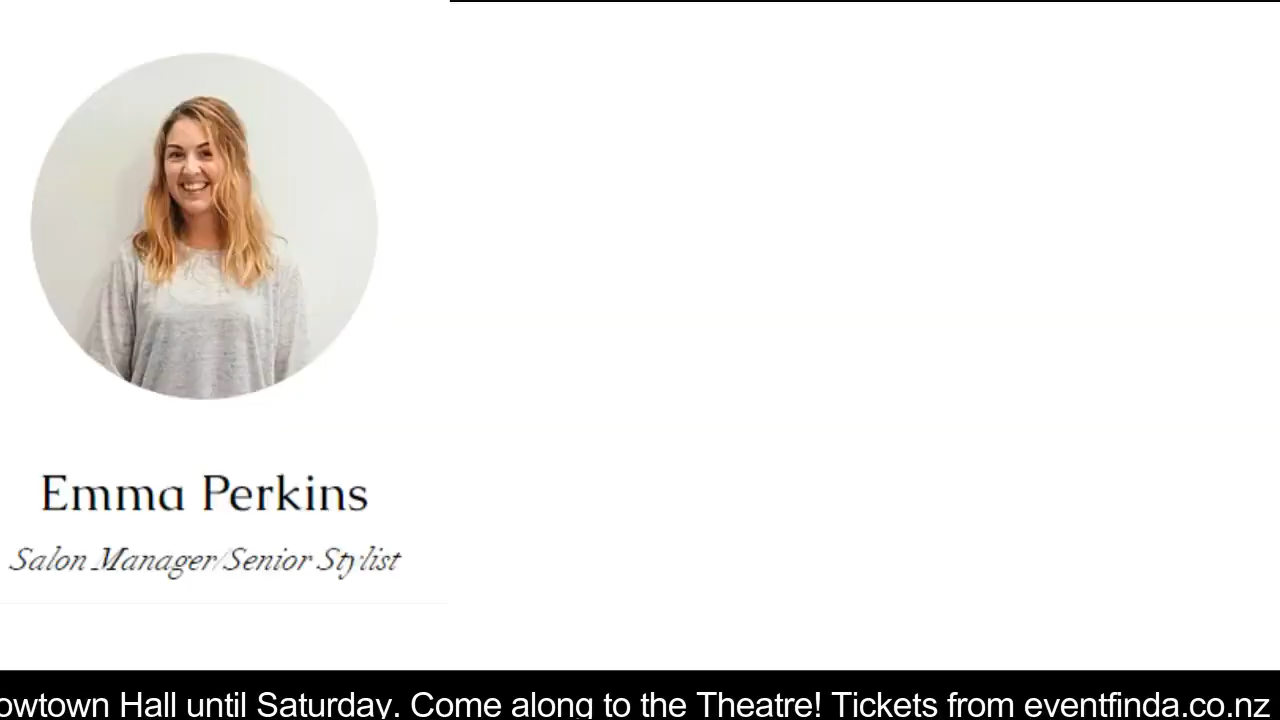 Emma Perkins
Salon Manager/Senior Stylist
owtown Hall until Saturday. Come along to the Theatre! Tickets from eventfinda.co.nz